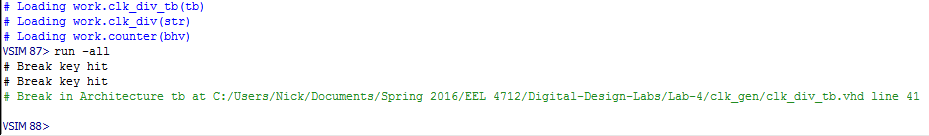 # Loading work.clk_div_tb(tb)
# Loading work.clk_div(str)
# Loading work.counter(bhv)
VSIM 87> run -all
# Break key hit
# Break key hit
# Break in Architecture tb at C:/Users/Nick/Documents/Spring 2016/EEL 4712/Digital-Design-Labs/Lab-4/clk_gen/clk_div_tb.vhd line 41
VSIM 88>